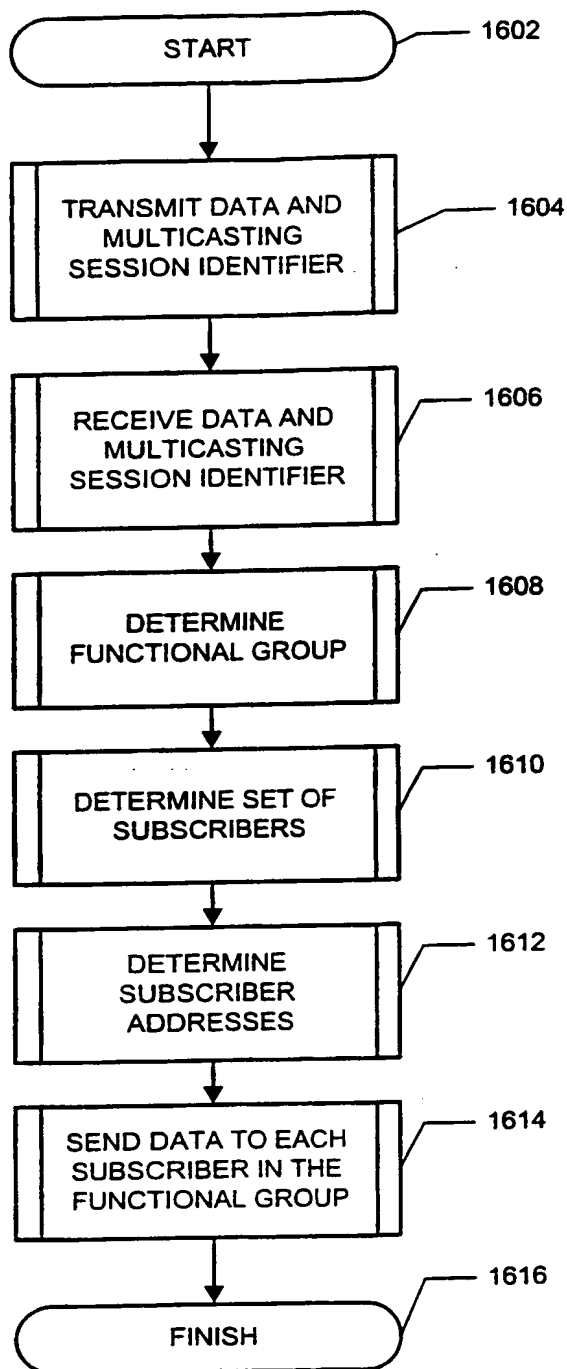 START
1602
TRANSMIT DATA AND
MULTICASTING
SESSION IDENTIFIER
1604
RECEIVE DATA AND
MULTICASTING
SESSION IDENTIFIER
1606
DETERMINE
FUNCTIONAL GROUP
1608
DETERMINE SET OF
SUBSCRIBERS
1610
DETERMINE
SUBSCRIBER
ADDRESSES
1612
SEND DATA TO EACH
SUBSCRIBER IN THE
FUNCTIONAL GROUP
1614
FINISH
1616